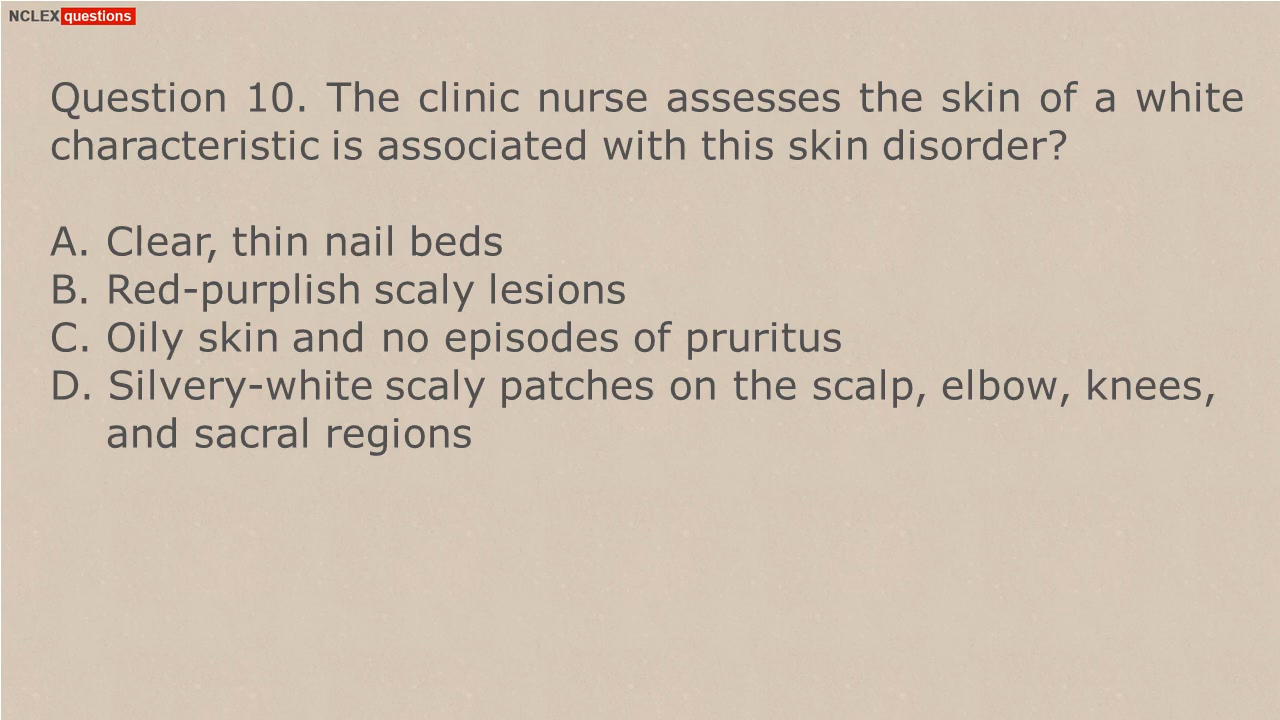 NCLEX questions
Question 10. The clinic nurse assesses the skin of a white
characteristic is associated with this skin disorder?
A. Clear, thin nail beds
B. Red-purplish scaly lesions
C. Oily skin and no episodes of pruritus
D. Silvery-white scaly patches on the scalp, elbow, knees,
and sacral regions